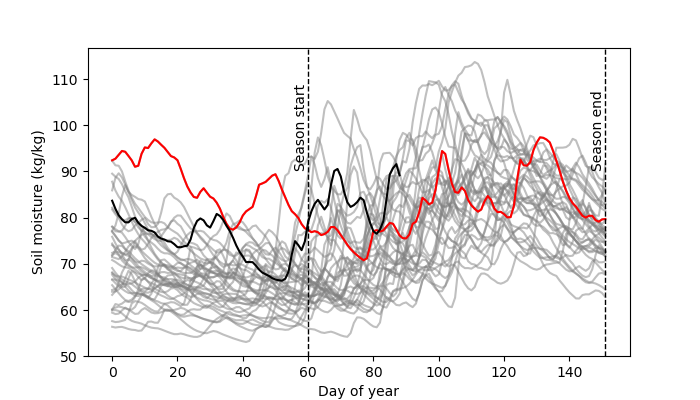 110
100
90
80
70
60
50
Soil moisture (kg/kg)
Season start
Season end
0 20 40 60 80 100 120 140
Day of year